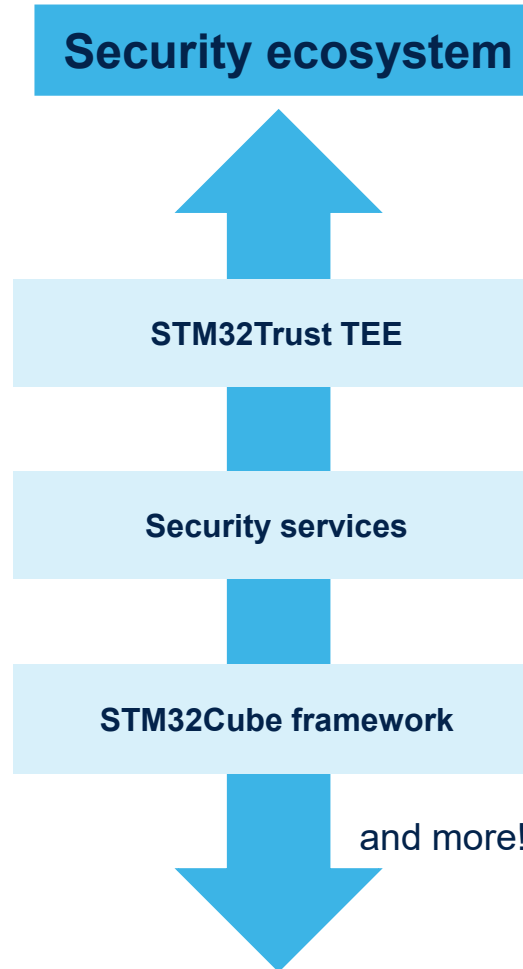 Security ecosystem
STM32Trust TEE
Security services
STM32Cube framework
and more!